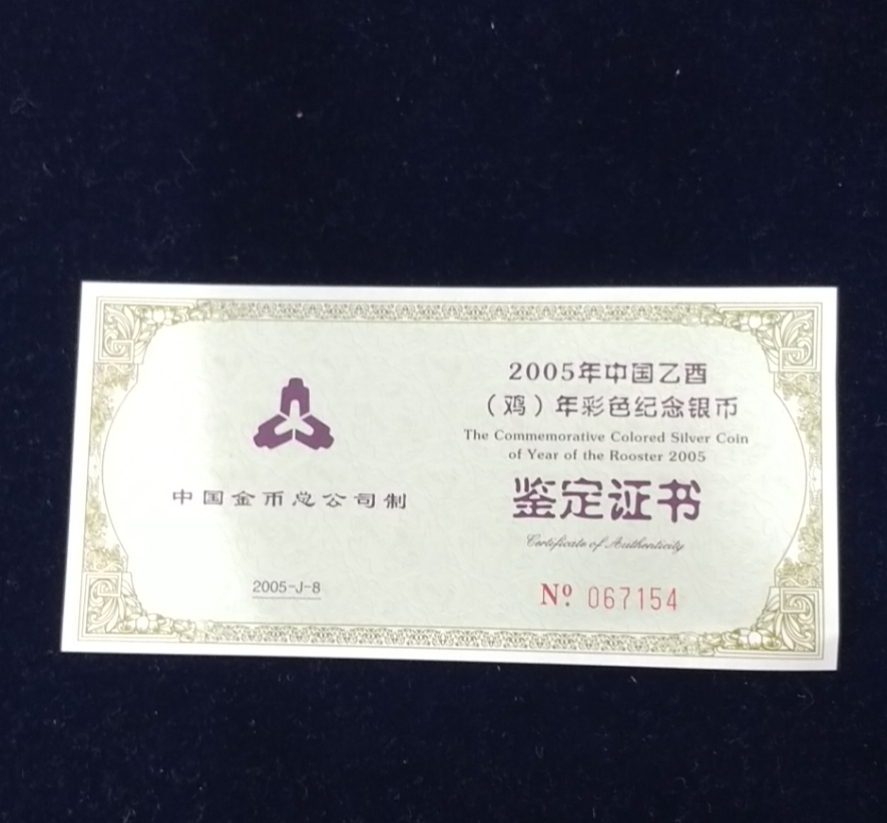 中国金币总公司制
2005-J-8
2005年中国乙酉
（鸡）年彩色纪念银币
The Commemorative Colored Silver Coin
of Year of the Rooster 2005
鉴定证书
Certificate of Authenticity
Nº. 067154